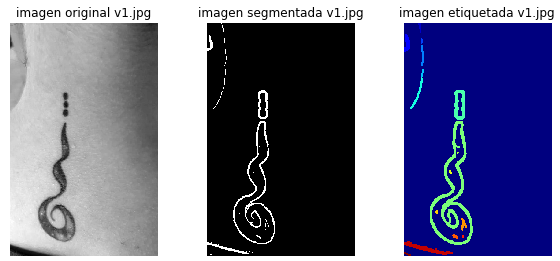 imagen original v1.jpg
imagen segmentada v1.jpg
imagen etiquetada v1.jpg